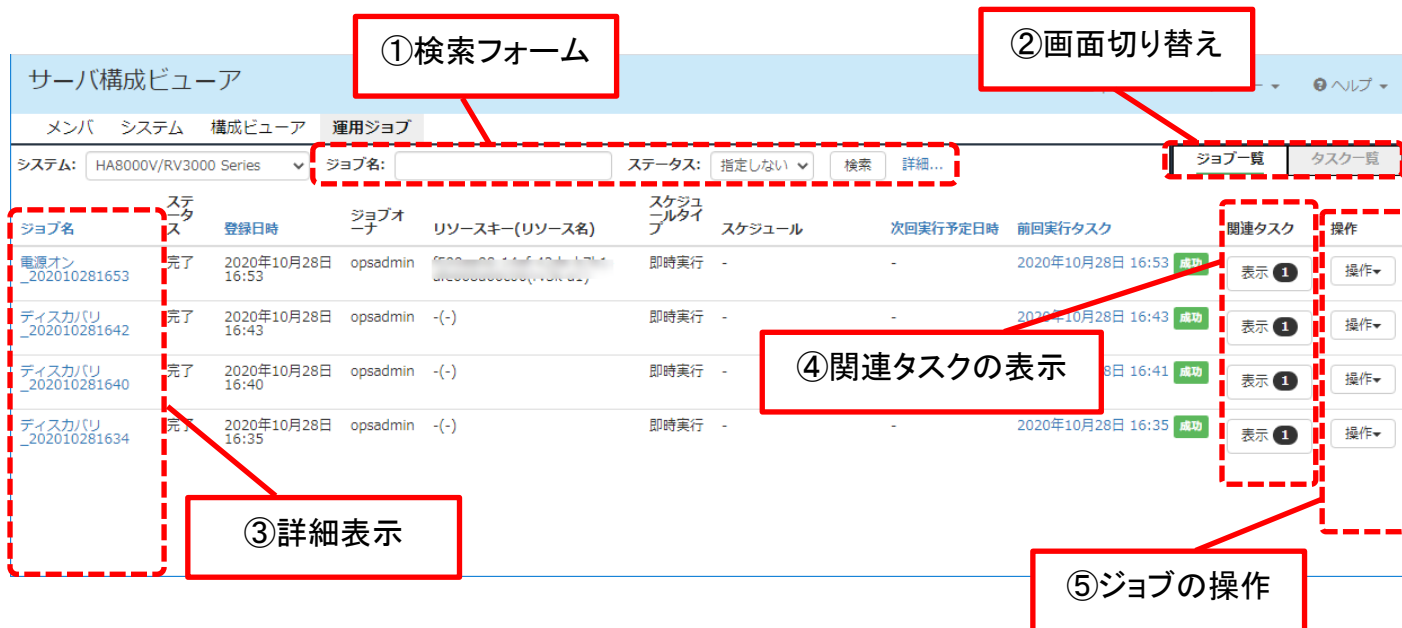 ①検索フォーム
②画面切り替え
サーバ構成ビューア
ー ▾ ❷ヘルプ ▾
メンバ システム 構成ビューア 運用ジョブ
システム: HA8000V/RV3000 Series ジョブ名: ステータス: 指定しない 検索 詳細... ジョブ一覧 タスク一覧
ジョブ名 ステータス 登録日時 ジョブオーナ リソースキー(リソース名) スケジュールタイプ スケジュール 次回実行予定日時 前回実行タスク 関連タスク 操作
電源オン 完了 2020年10月28日 opsadmin 即時実行 - - 2020年10月28日 16:53 成功 表示 1 操作▾
_202010281653 16:53
ディスカバリ 完了 2020年10月28日 opsadmin -(-) 即時実行 - - 2020年10月28日 16:43 成功 表示 1 操作▾
_202010281642 16:43
④関連タスクの表示
ディスカバリ 完了 2020年10月28日 opsadmin -(-) 即時実行 - 8日 16:41 成功 表示 1 操作▾
_202010281640 16:40
ディスカバリ 完了 2020年10月28日 opsadmin -(-) 即時実行 - - 2020年10月28日 16:35 成功 表示 1 操作▾
_202010281634 16:35
③詳細表示
⑤ジョブの操作